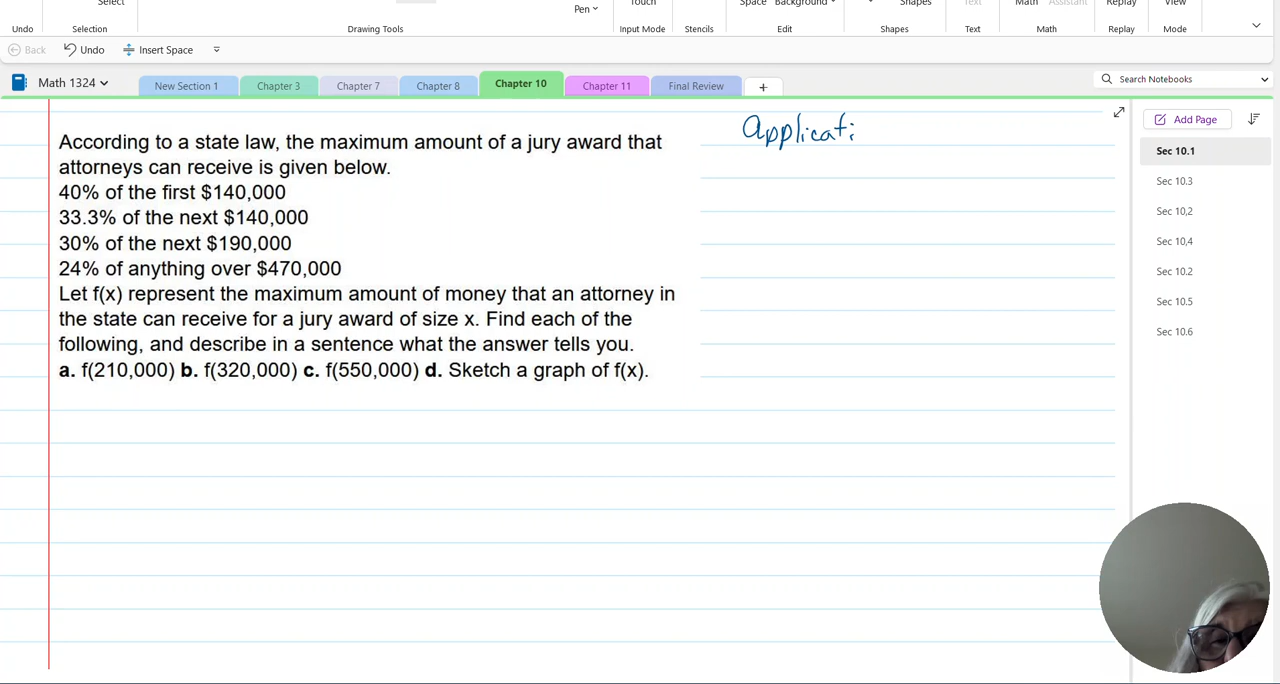 Select
Pen
Touch
Space Background
Shapes
Text
Math Assistant
Replay
View
Undo
Selection
Drawing Tools
Input Mode
Stencils
Edit
Shapes
Text
Math
Replay
Mode
Back Undo Insert Space
Math 1324
New Section 1
Chapter 3
Chapter 7
Chapter 8
Chapter 10
Chapter 11
Final Review
+
Search Notebooks
According to a state law, the maximum amount of a jury award that
attorneys can receive is given below.
40% of the first $140,000
33.3% of the next $140,000
30% of the next $190,000
24% of anything over $470,000
Let f(x) represent the maximum amount of money that an attorney in
the state can receive for a jury award of size x. Find each of the
following, and describe in a sentence what the answer tells you.
a. f(210,000) b. f(320,000) c. f(550,000) d. Sketch a graph of f(x).
Applicati
Add Page
Sec 10.1
Sec 10.3
Sec 10,2
Sec 10,4
Sec 10.2
Sec 10.5
Sec 10.6